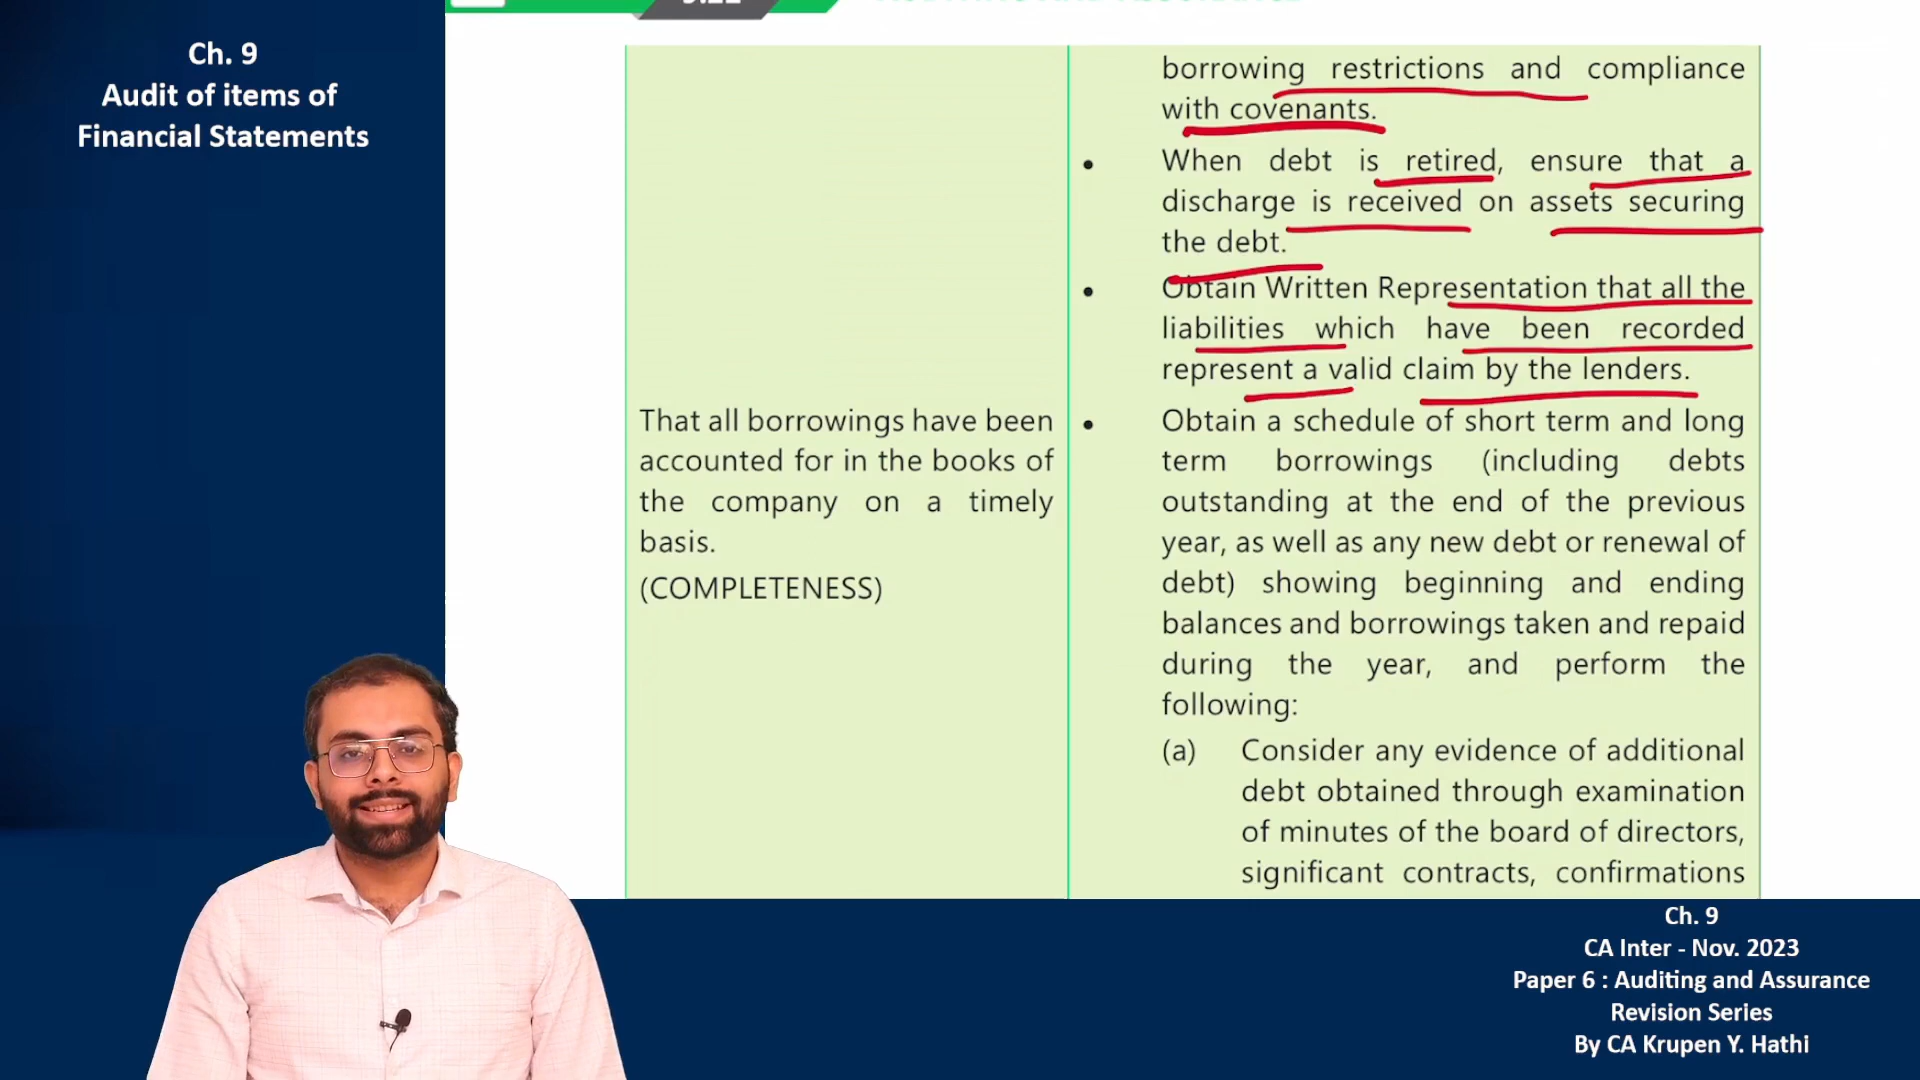 Ch. 9
Audit of items of
Financial Statements
borrowing restrictions and compliance
with covenants.
• When debt is retired, ensure that a
discharge is received on assets securing
the debt.
• Obtain Written Representation that all the
liabilities which have been recorded
represent a valid claim by the lenders.
That all borrowings have been
accounted for in the books of
the company on a timely
basis.
(COMPLETENESS)
• Obtain a schedule of short term and long
term borrowings (including debts
outstanding at the end of the previous
year, as well as any new debt or renewal of
debt) showing beginning and ending
balances and borrowings taken and repaid
during the year, and perform the
following:
(a) Consider any evidence of additional
debt obtained through examination
of minutes of the board of directors,
significant contracts, confirmations
Ch. 9
CA Inter - Nov. 2023
Paper 6 : Auditing and Assurance
Revision Series
By CA Krupen Y. Hathi